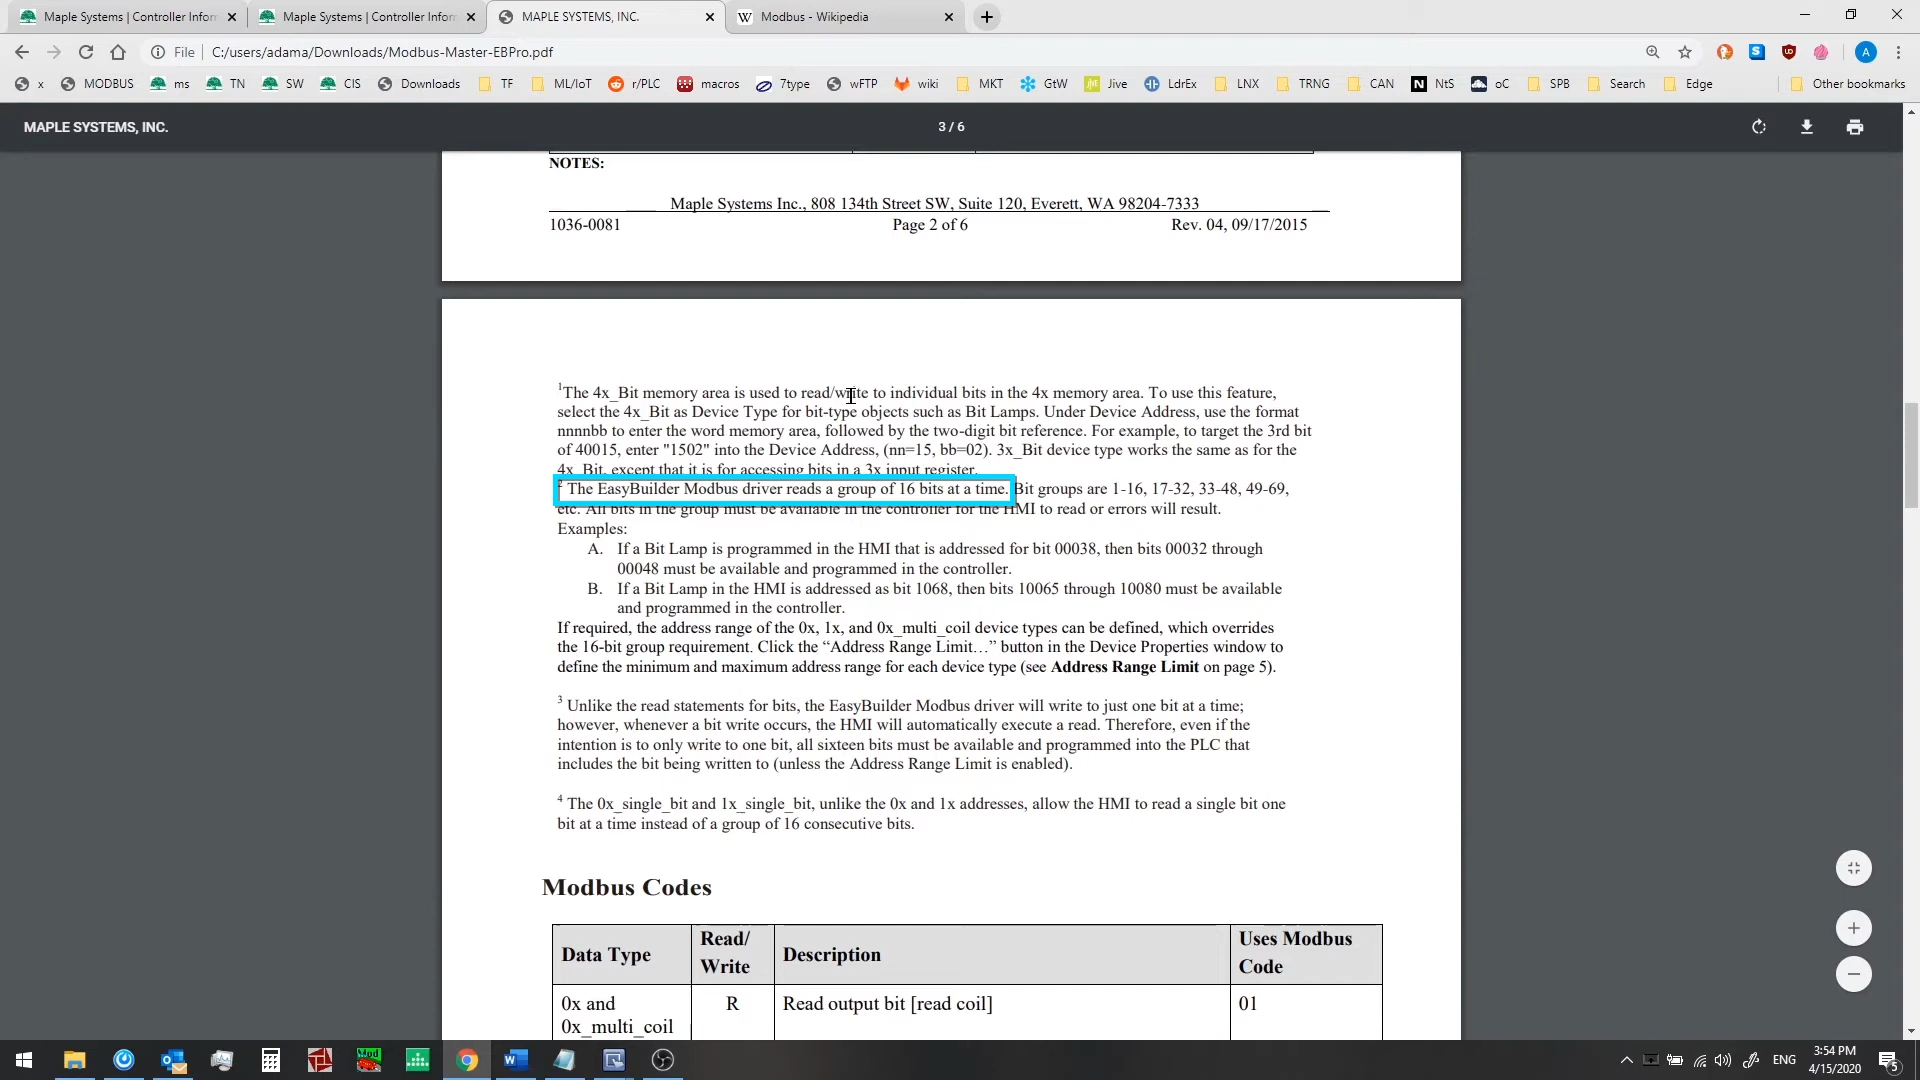 Maple Systems | Controller Infor
Maple Systems | Controller Infor
MAPLE SYSTEMS, INC.
Modbus - Wikipedia
File
C:/users/adama/Downloads/Modbus-Master-EBPro.pdf
x
MODBUS
ms
TN
SW
CIS
Downloads
TF
ML/IoT
r/PLC
macros
7type
wFTP
wiki
MKT
GtW
Jive
LdrEx
LNX
TRNG
CAN
NtS
oC
SPB
Search
Edge
Other bookmarks
MAPLE SYSTEMS, INC.
3 / 6
NOTES:
Maple Systems Inc., 808 134th Street SW, Suite 120, Everett, WA 98204-7333
1036-0081 Page 2 of 6 Rev. 04, 09/17/2015
1The 4x_Bit memory area is used to read/write to individual bits in the 4x memory area. To use this feature,
select the 4x_Bit as Device Type for bit-type objects such as Bit Lamps. Under Device Address, use the format
nnnnbb to enter the word memory area, followed by the two-digit bit reference. For example, to target the 3rd bit
of 40015, enter "1502" into the Device Address, (nn=15, bb=02). 3x_Bit device type works the same as for the
4x_Bit, except that it is for accessing bits in a 3x input register.
2 The EasyBuilder Modbus driver reads a group of 16 bits at a time. Bit groups are 1-16, 17-32, 33-48, 49-69,
etc. All bits in the group must be available in the controller for the HMI to read or errors will result.
Examples:
A. If a Bit Lamp is programmed in the HMI that is addressed for bit 00038, then bits 00032 through
00048 must be available and programmed in the controller.
B. If a Bit Lamp in the HMI is addressed as bit 1068, then bits 10065 through 10080 must be available
and programmed in the controller.
If required, the address range of the 0x, 1x, and 0x_multi_coil device types can be defined, which overrides
the 16-bit group requirement. Click the “Address Range Limit…” button in the Device Properties window to
define the minimum and maximum address range for each device type (see Address Range Limit on page 5).
3 Unlike the read statements for bits, the EasyBuilder Modbus driver will write to just one bit at a time;
however, whenever a bit write occurs, the HMI will automatically execute a read. Therefore, even if the
intention is to only write to one bit, all sixteen bits must be available and programmed into the PLC that
includes the bit being written to (unless the Address Range Limit is enabled).
4 The 0x_single_bit and 1x_single_bit, unlike the 0x and 1x addresses, allow the HMI to read a single bit one
bit at a time instead of a group of 16 consecutive bits.
Modbus Codes
Data Type
Read/
Write
Description
Uses Modbus
Code
0x and
0x_multi_coil
R
Read output bit [read coil]
01
ENG
3:54 PM
4/15/2020
5